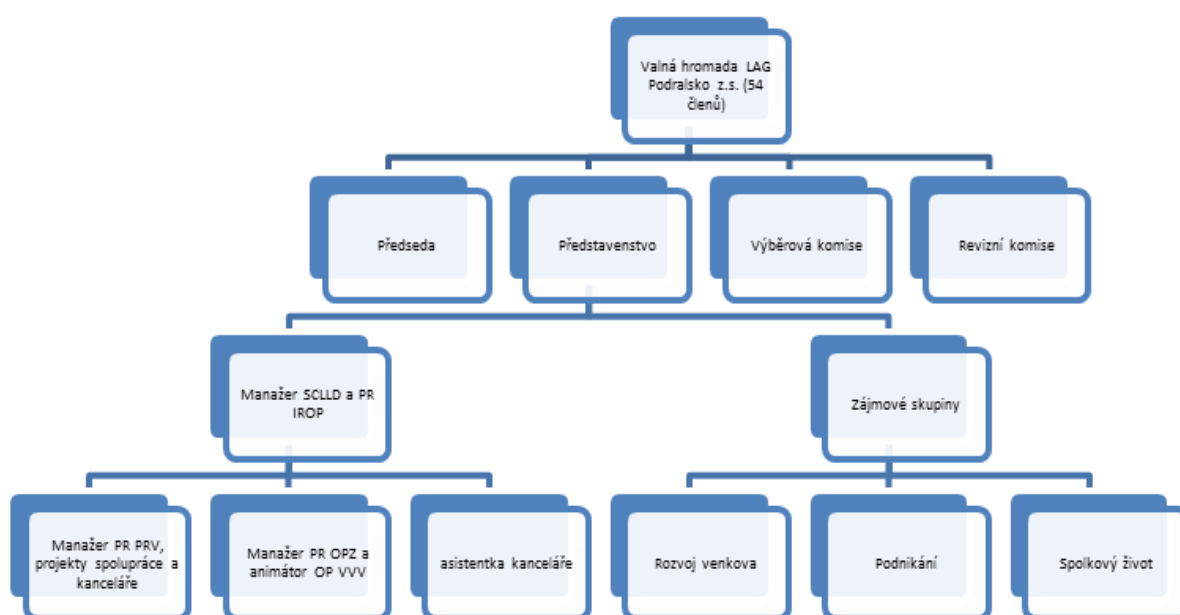 Valná hromada LAG
Podralsko z.s. (54
členů)
Předseda
Představenstvo
Výběrová komise
Revizní komise
Manažer SCLLD a PR
IROP
Zájmové skupiny
Manažer PR PRV,
projekty spolupráce a
kanceláře
Manažer PR OPZ a
animátor OP VVV
asistentka kanceláře
Rozvoj venkova
Podnikání
Spolkový život